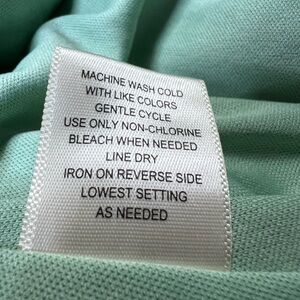 MACHINE WASH COLD
WITH LIKE COLORS
GENTLE CYCLE
USE ONLY NON-CHLORINE
BLEACH WHEN NEEDED
LINE DRY
IRON ON REVERSE SIDE
LOWEST SETTING
AS NEEDED